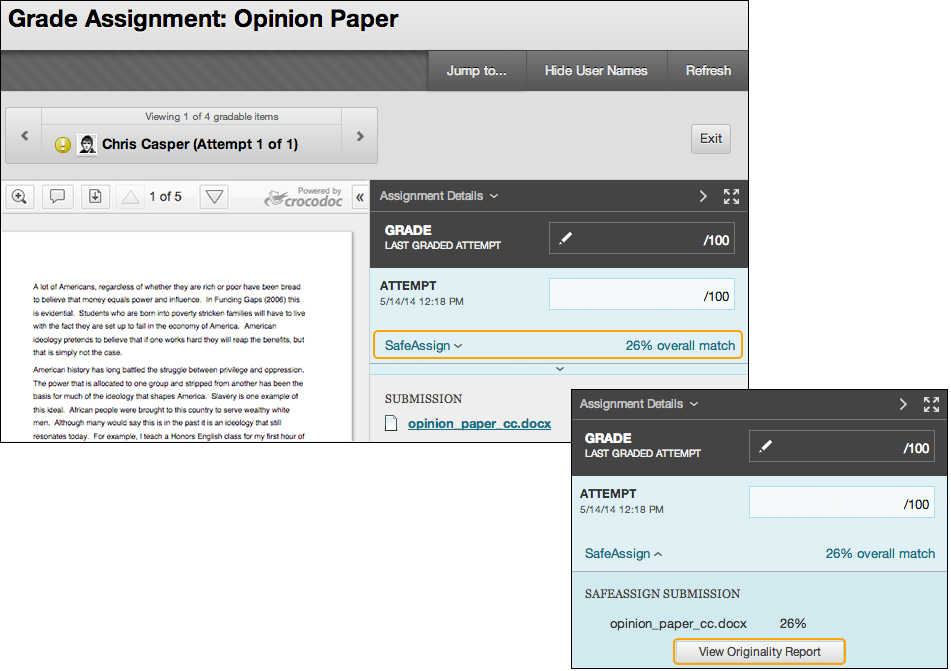 Grade Assignment: Opinion Paper
Jump to...
Hide User Names
Refresh
Viewing 1 of 4 gradable items
Chris Casper (Attempt 1 of 1)
Exit
1 of 5
Powered by
crocodoc
Assignment Details
GRADE
LAST GRADED ATTEMPT
/100
ATTEMPT
5/14/14 12:18 PM
/100
SafeAssign
26% overall match
SUBMISSION
opinion_paper_cc.docx
A lot of Americans, regardless of whether they are rich or poor have been bread
to believe that money equals power and influence.  In Funding Gaps (2006) this
is evidential.  Students who are born into poverty stricken families will have to live
with the fact they are set up to fail in the economy of America.  American
ideology pretends to believe that if one works hard they will reap the benefits, but
that is simply not the case.
American history has long battled the struggle between privilege and oppression.
The power that is allocated to one group and stripped from another has been the
basis for much of the ideology that shapes America.  Slavery is one example of
this ideal.  African people were brought to this country to serve wealthy white
men.  Although many would say this is in the past it is an ideology that still
resonates today.  For example, I teach a Honors English class for my first hour of
Assignment Details
GRADE
LAST GRADED ATTEMPT
/100
ATTEMPT
5/14/14 12:18 PM
/100
SafeAssign
26% overall match
SAFEASSIGN SUBMISSION
opinion_paper_cc.docx 26%
View Originality Report